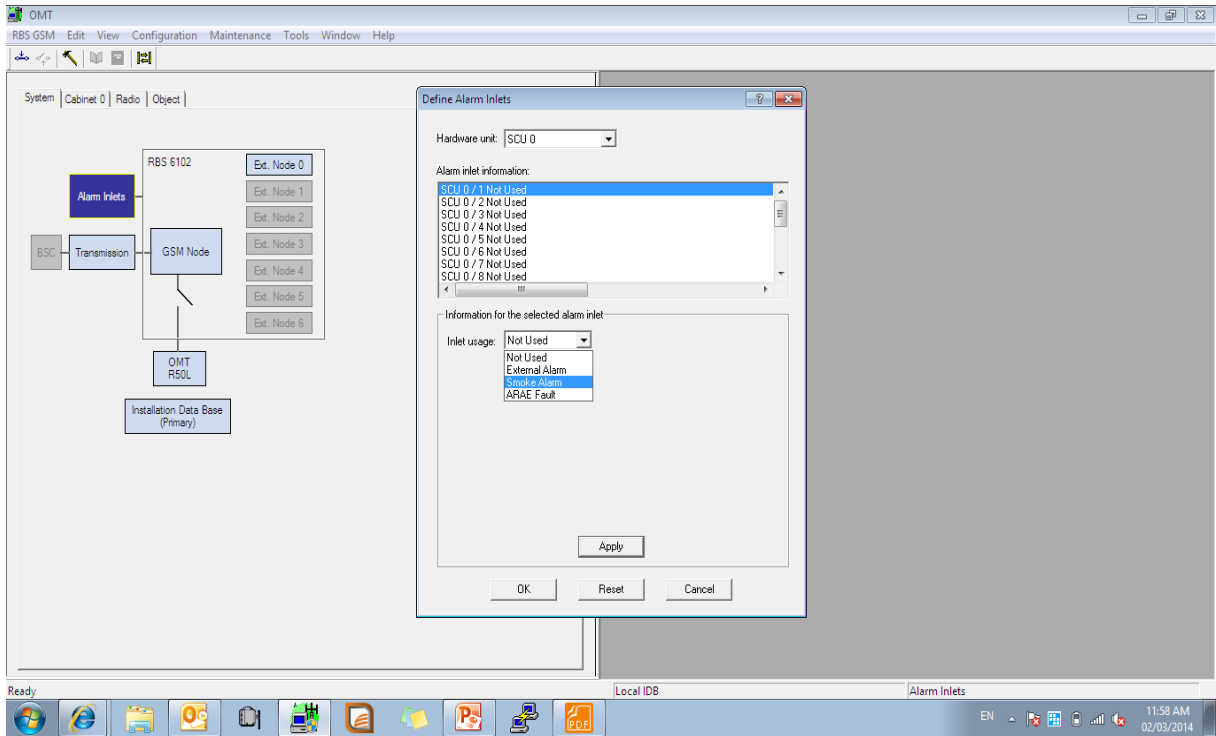 OMT
RBS GSM Edit View Configuration Maintenance Tools Window Help
System Cabinet 0 Radio Object
RBS 6102
Alarm Inlets
BSC
Transmission
GSM Node
Ext. Node 0
Ext. Node 1
Ext. Node 2
Ext. Node 3
Ext. Node 4
Ext. Node 5
Ext. Node 6
OMT
R50L
Installation Data Base
(Primary)
Define Alarm Inlets
Hardware unit: SCU 0
Alarm inlet information:
SCU 0 / 1 Not Used
SCU 0 / 2 Not Used
SCU 0 / 3 Not Used
SCU 0 / 4 Not Used
SCU 0 / 5 Not Used
SCU 0 / 6 Not Used
SCU 0 / 7 Not Used
SCU 0 / 8 Not Used
Information for the selected alarm inlet
Inlet usage: Not Used
Not Used
External Alarm
Smoke Alarm
ARAE Fault
Apply
OK Reset Cancel
Ready Local IDB Alarm Inlets
PDF
EN 11:58 AM
02/03/2014